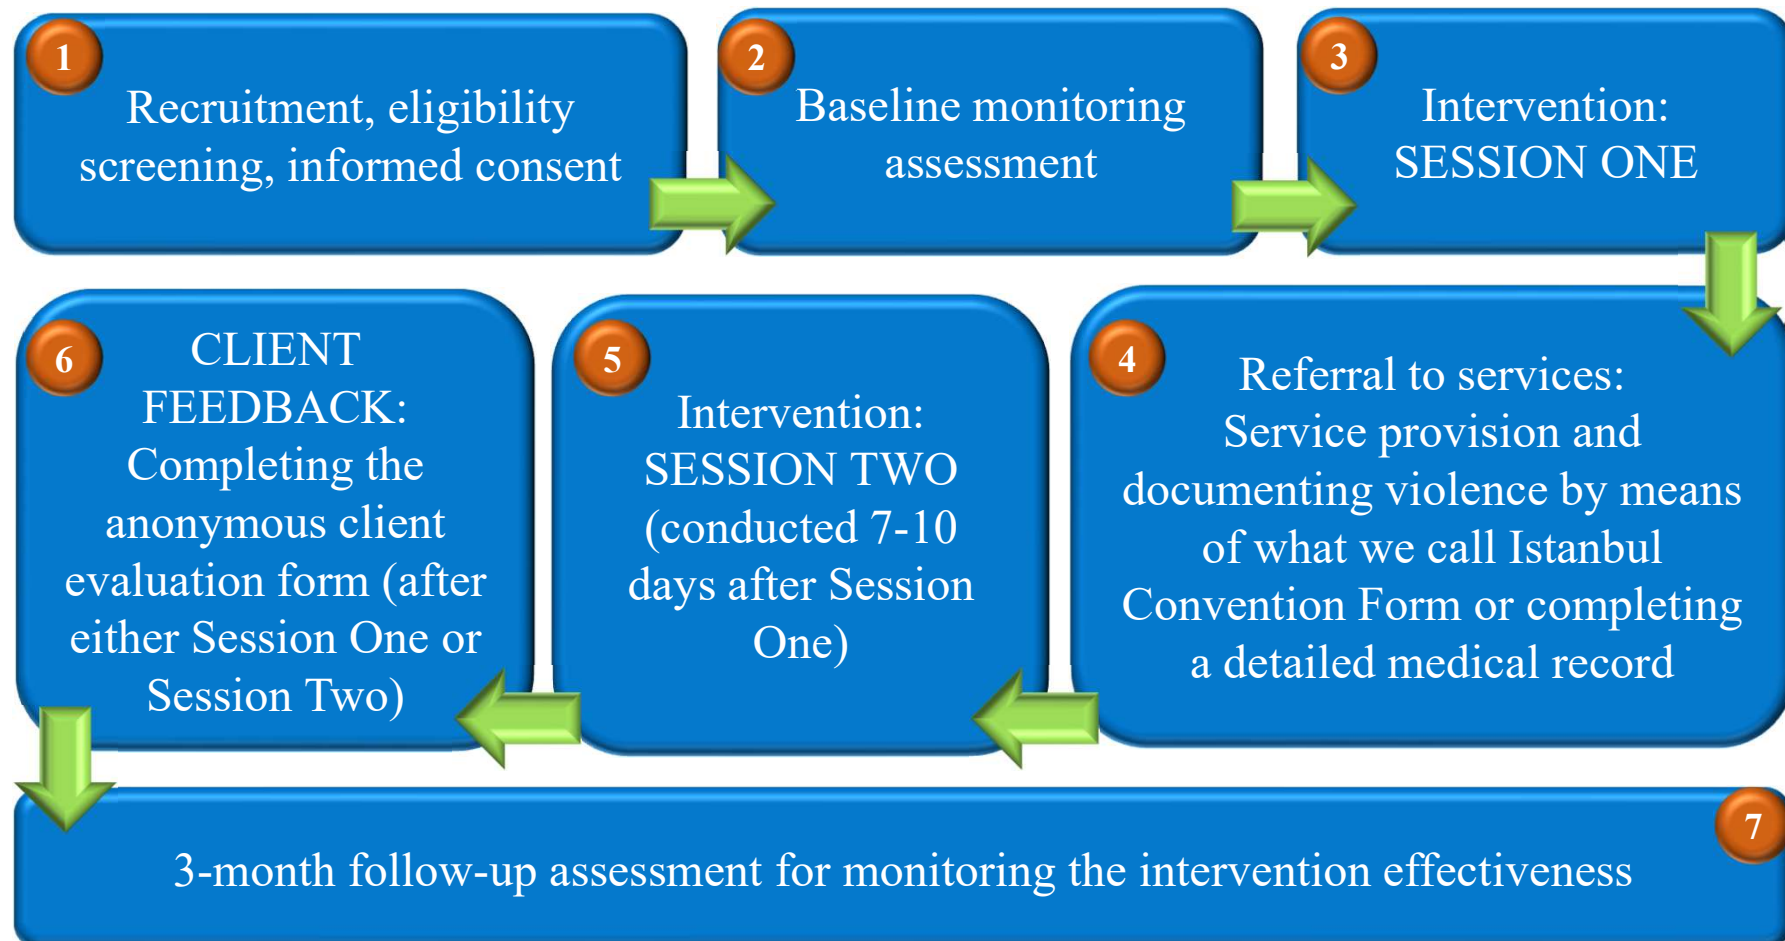 1
Recruitment, eligibility
screening, informed consent
2
Baseline monitoring
assessment
3
Intervention:
SESSION ONE
4
Referral to services:
Service provision and
documenting violence by means
of what we call Istanbul
Convention Form or completing
a detailed medical record
5
Intervention:
SESSION TWO
(conducted 7-10
days after Session
One)
6
CLIENT
FEEDBACK:
Completing the
anonymous client
evaluation form (after
either Session One or
Session Two)
7
3-month follow-up assessment for monitoring the intervention effectiveness